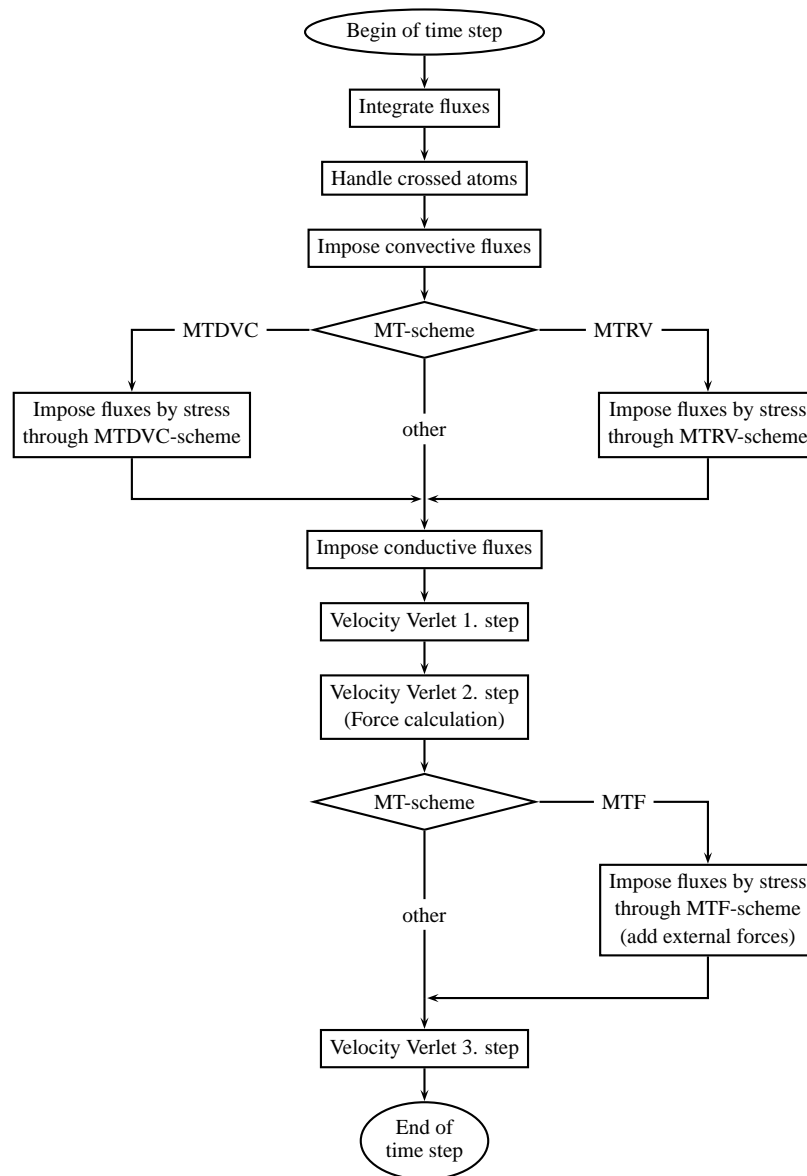 Begin of time step
Integrate fluxes
Handle crossed atoms
Impose convective fluxes
MTDVC
MT-scheme
MTRV
Impose fluxes by stress
through MTDVC-scheme
other
Impose fluxes by stress
through MTRV-scheme
Impose conductive fluxes
Velocity Verlet 1. step
Velocity Verlet 2. step
(Force calculation)
MT-scheme
MTF
other
Impose fluxes by stress
through MTF-scheme
(add external forces)
Velocity Verlet 3. step
End of
time step